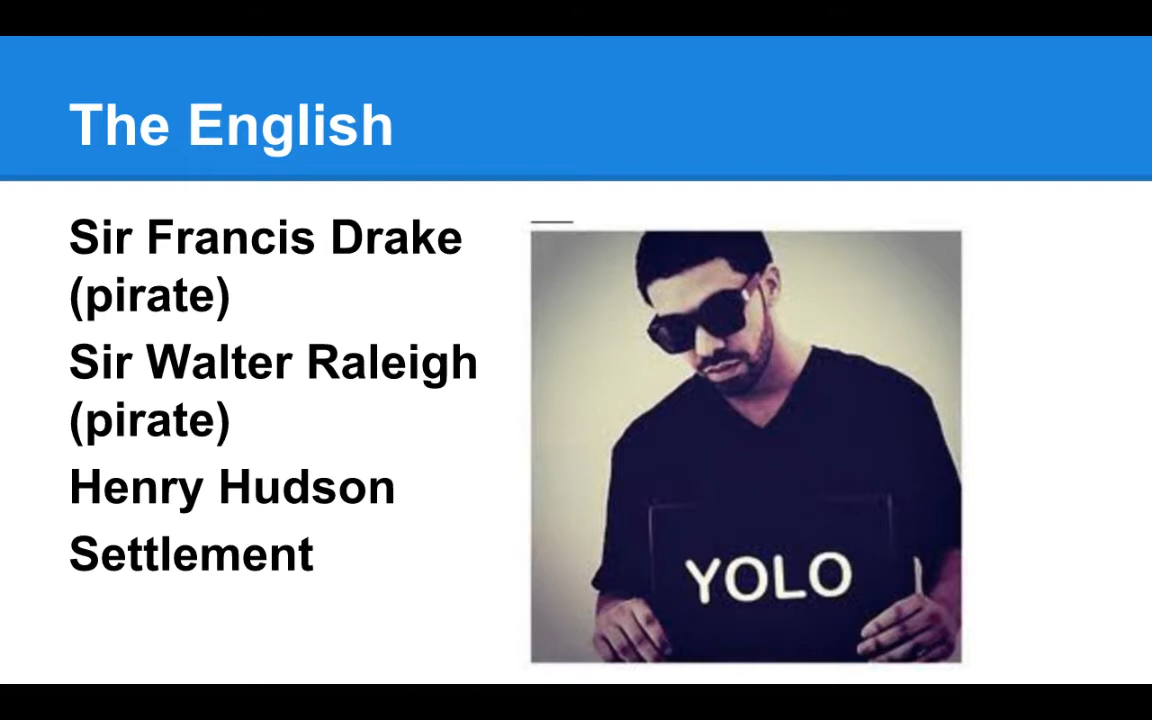 The English
Sir Francis Drake
(pirate)
Sir Walter Raleigh
(pirate)
Henry Hudson
Settlement
YOLO